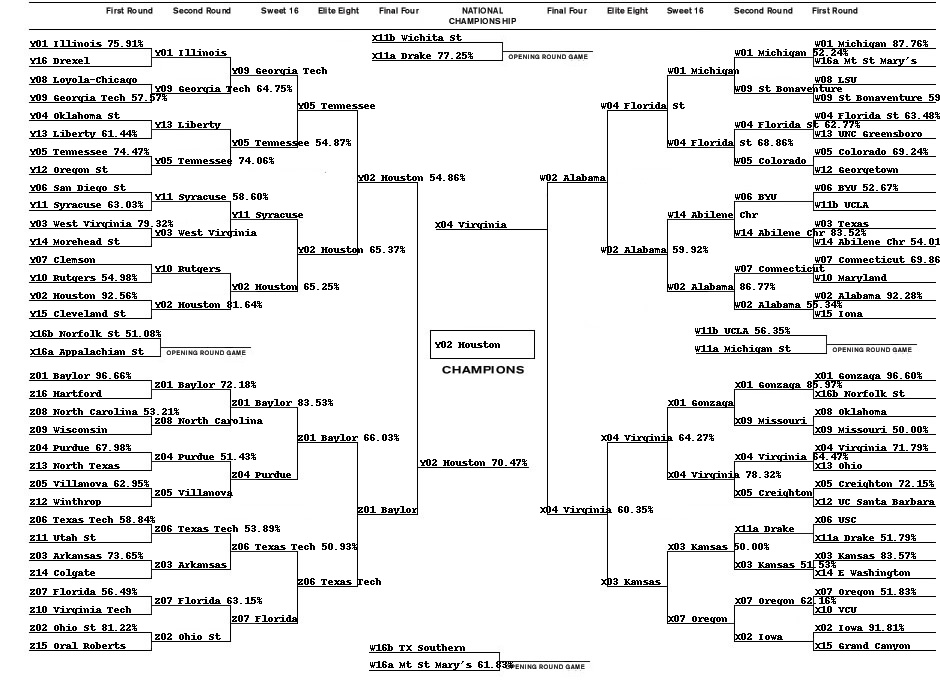 First Round Second Round Sweet 16 Elite Eight Final Four NATIONAL CHAMPIONSHIP Final Four Elite Eight Sweet 16 Second Round First Round
Y01 Illinois 75.91%
Y16 Drexel
Y08 Loyola-Chicago
Y09 Georgia Tech 57.57%
Y04 Oklahoma St
Y13 Liberty 61.44%
Y05 Tennessee 74.47%
Y12 Oregon St
Y06 San Diego St
Y11 Syracuse 63.03%
Y03 West Virginia 79.32%
Y14 Morehead St
Y07 Clemson
Y10 Rutgers 54.98%
Y02 Houston 92.56%
Y15 Cleveland St
X16b Norfolk St 51.08%
X16a Appalachian St
OPENING ROUND GAME
Z01 Baylor 96.66%
Z16 Hartford
Z08 North Carolina 53.21%
Z09 Wisconsin
Z04 Purdue 67.98%
Z13 North Texas
Z05 Villanova 62.95%
Z12 Winthrop
Z06 Texas Tech 58.84%
Z11 Utah St
Z03 Arkansas 73.65%
Z14 Colgate
Z07 Florida 56.49%
Z10 Virginia Tech
Z02 Ohio St 81.22%
Z15 Oral Roberts
Y01 Illinois
Y09 Georgia Tech 64.75%
Y13 Liberty
Y05 Tennessee 74.06%
Y11 Syracuse 58.60%
Y03 West Virginia
Y10 Rutgers
Y02 Houston 81.64%
Z01 Baylor 72.18%
Z08 North Carolina
Z04 Purdue 51.43%
Z05 Villanova
Z06 Texas Tech 53.89%
Z03 Arkansas
Z07 Florida 63.15%
Z02 Ohio St
Y09 Georgia Tech
Y05 Tennessee 54.87%
Y11 Syracuse
Y02 Houston 65.25%
Z01 Baylor 83.53%
Z04 Purdue
Z06 Texas Tech 50.93%
Z07 Florida
Y05 Tennessee
Y02 Houston 65.37%
Z01 Baylor 66.03%
Z06 Texas Tech
Y02 Houston 54.86%
Z01 Baylor
X11b Wichita St
X11a Drake 77.25%
OPENING ROUND GAME
X04 Virginia
Y02 Houston
CHAMPIONS
Y02 Houston 70.47%
W16b TX Southern
W16a Mt St Mary's 61.83%
OPENING ROUND GAME
W02 Alabama
X04 Virginia 60.35%
W04 Florida St
W02 Alabama 59.92%
X04 Virginia 64.27%
X03 Kansas
W01 Michigan
W04 Florida St 68.86%
W14 Abilene Chr
W02 Alabama 86.77%
X01 Gonzaga
X04 Virginia 78.32%
X03 Kansas 50.00%
X07 Oregon
W01 Michigan 52.24%
W09 St Bonaventure
W04 Florida St 62.77%
W05 Colorado
W06 BYU
W14 Abilene Chr 83.52%
W07 Connecticut
W02 Alabama 55.34%
W11b UCLA 56.35%
W11a Michigan St
OPENING ROUND GAME
X01 Gonzaga 85.97%
X09 Missouri
X04 Virginia 64.47%
X05 Creighton
X11a Drake
X03 Kansas 51.53%
X07 Oregon 62.16%
X02 Iowa
W01 Michigan 87.76%
W16a Mt St Mary's
W08 LSU
W09 St Bonaventure 59
W04 Florida St 63.48%
W13 UNC Greensboro
W05 Colorado 69.24%
W12 Georgetown
W06 BYU 52.67%
W11b UCLA
W03 Texas
W14 Abilene Chr 54.01
W07 Connecticut 69.86
W10 Maryland
W02 Alabama 92.28%
W15 Iona
X01 Gonzaga 96.60%
X16b Norfolk St
X08 Oklahoma
X09 Missouri 50.00%
X04 Virginia 71.79%
X13 Ohio
X05 Creighton 72.15%
X12 UC Santa Barbara
X06 USC
X11a Drake 51.79%
X03 Kansas 83.57%
X14 E Washington
X07 Oregon 51.83%
X10 VCU
X02 Iowa 91.81%
X15 Grand Canyon